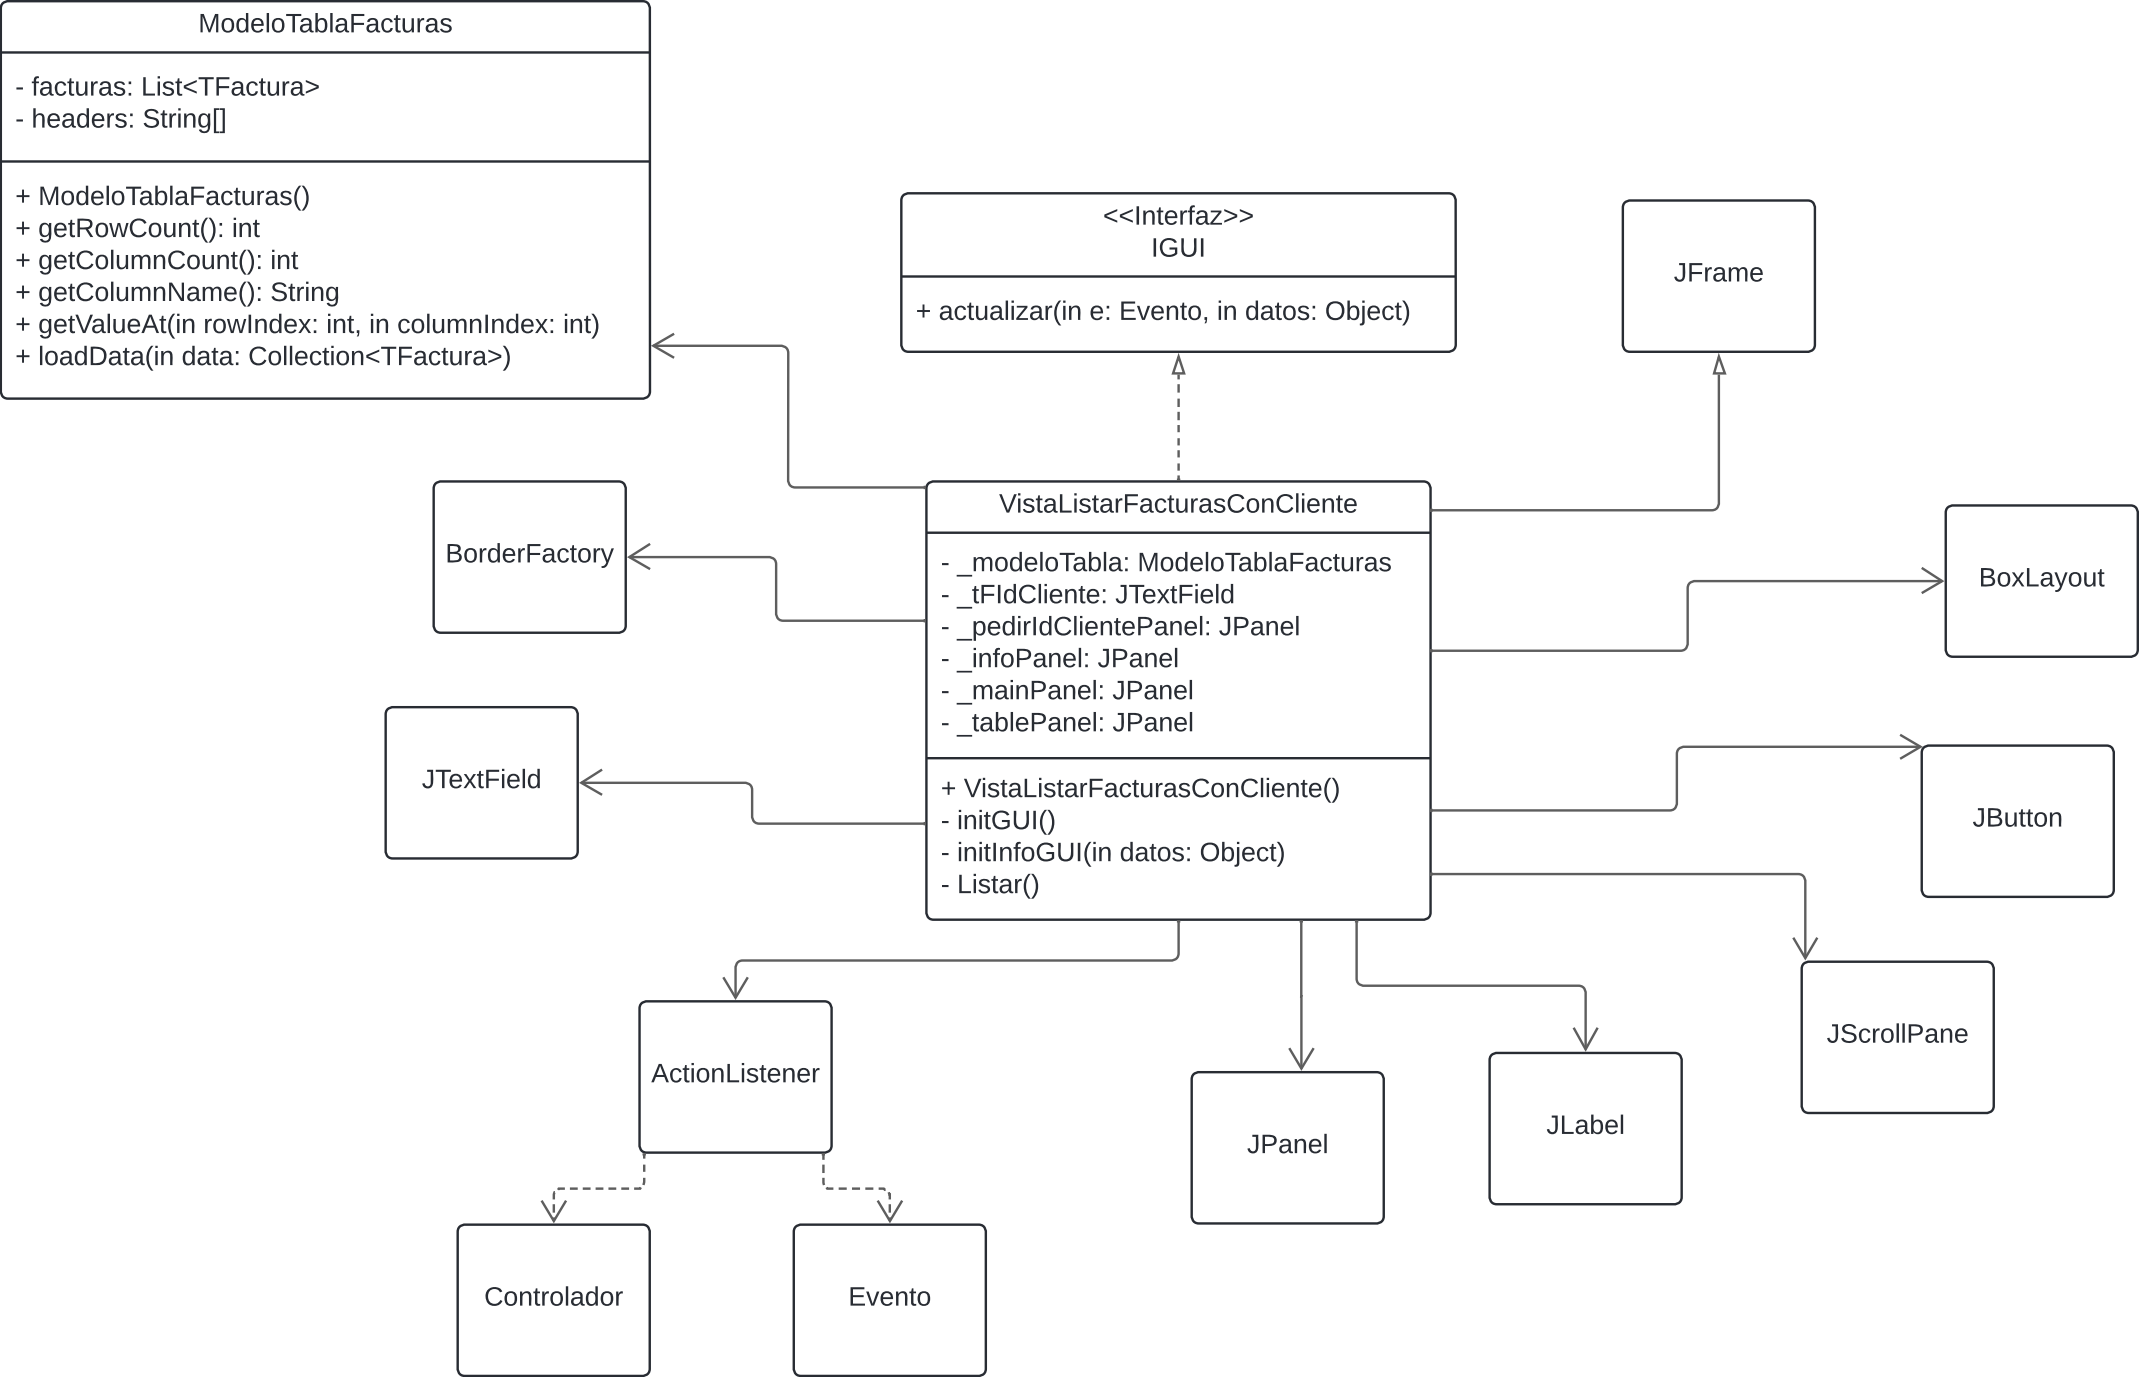 ModeloTablaFacturas
- facturas: List<TFactura>
- headers: String[]
+ ModeloTablaFacturas()
+ getRowCount(): int
+ getColumnCount(): int
+ getColumnName(): String
+ getValueAt(in rowIndex: int, in columnIndex: int)
+ loadData(in data: Collection<TFactura>)
<<Interfaz>>
IGUI
+ actualizar(in e: Evento, in datos: Object)
JFrame
BorderFactory
VistaListarFacturasConCliente
- _modeloTabla: ModeloTablaFacturas
- _tFIdCliente: JTextField
- _pedirIdClientePanel: JPanel
- _infoPanel: JPanel
- _mainPanel: JPanel
- _tablePanel: JPanel
+ VistaListarFacturasConCliente()
- initGUI()
- initInfoGUI(in datos: Object)
- Listar()
BoxLayout
JTextField
JButton
JScrollPane
ActionListener
JPanel
JLabel
Controlador
Evento